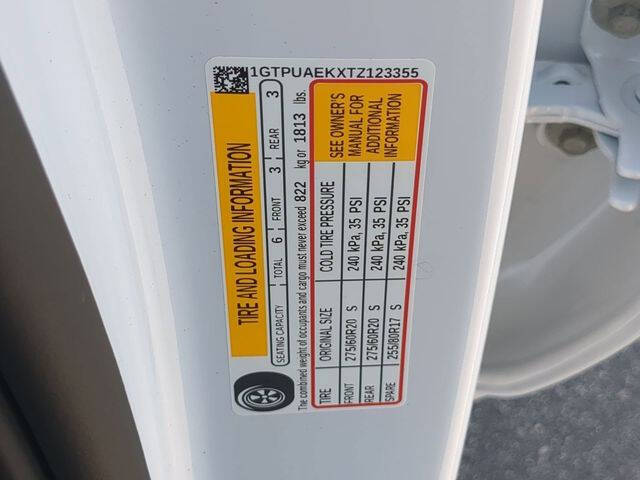 1GTPUAEKXTZ123355
TIRE AND LOADING INFORMATION
SEATING CAPACITY TOTAL 6 FRONT 3 REAR 3
The combined weight of occupants and cargo must never exceed 822 kg or 1813 lbs.
TIRE ORIGINAL SIZE COLD TIRE PRESSURE
FRONT 275/60R20 S 240 kPa, 35 PSI
REAR 275/60R20 S 240 kPa, 35 PSI
SPARE 255/80R17 S 240 kPa, 35 PSI
SEE OWNER'S
MANUAL FOR
ADDITIONAL
INFORMATION